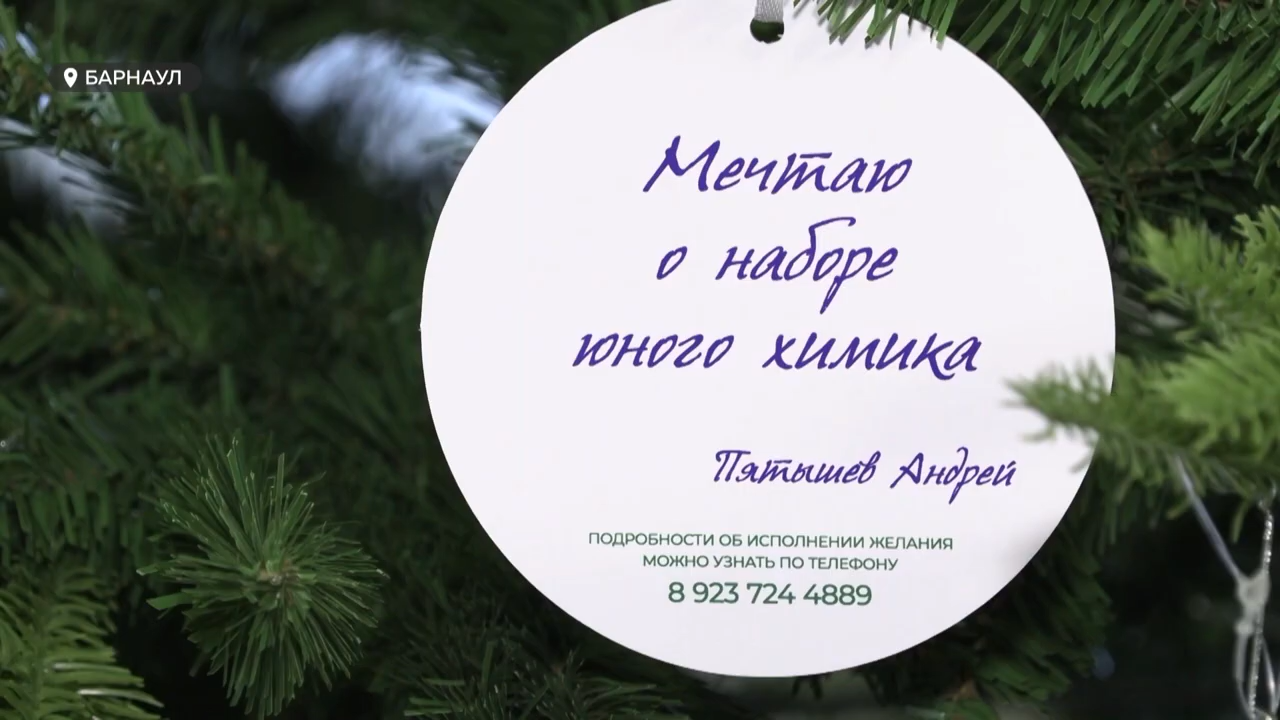 БАРНАУЛ
Мечтаю
о наборе
юного химика
Пятышев Андрей
ПОДРОБНОСТИ ОБ ИСПОЛНЕНИИ ЖЕЛАНИЯ
МОЖНО УЗНАТЬ ПО ТЕЛЕФОНУ
8 923 724 4889